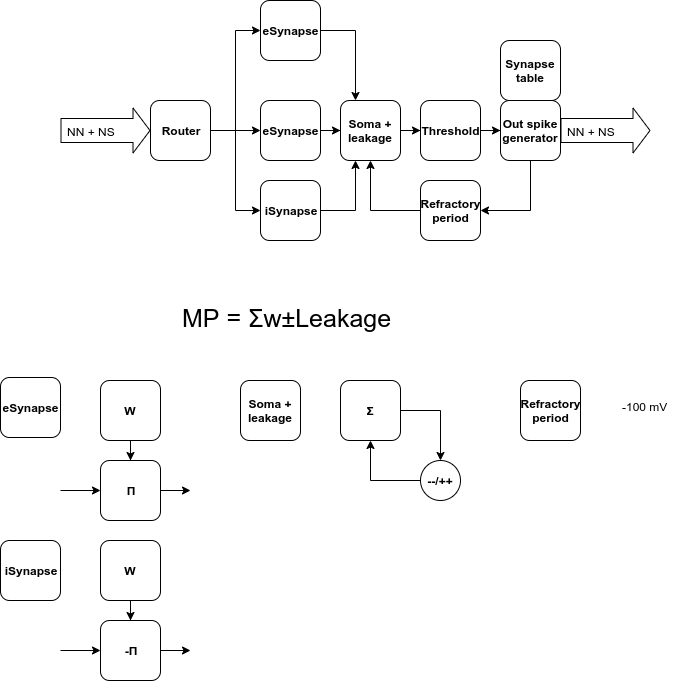 eSynapse
Synapse
table
NN + NS
Router
eSynapse
Soma +
leakage
Threshold
Out spike
generator
NN + NS
iSynapse
Refractory
period
MP = Σw±Leakage
eSynapse
W
Soma +
leakage
Σ
Refractory
period
-100 mV
П
--/++
iSynapse
W
-П